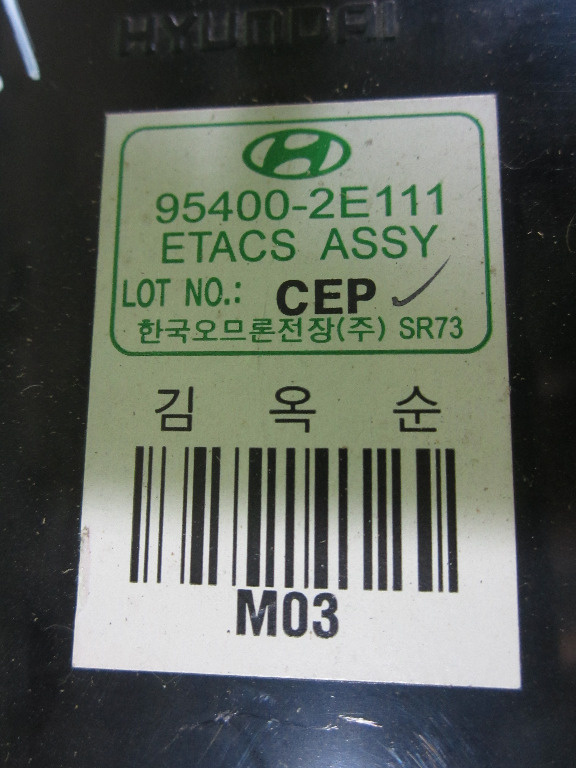 HYUNDAI
95400-2E111
ETACS ASSY
LOT NO.: CEP
한국오므론전장(주) SR73
김 옥 순
M03